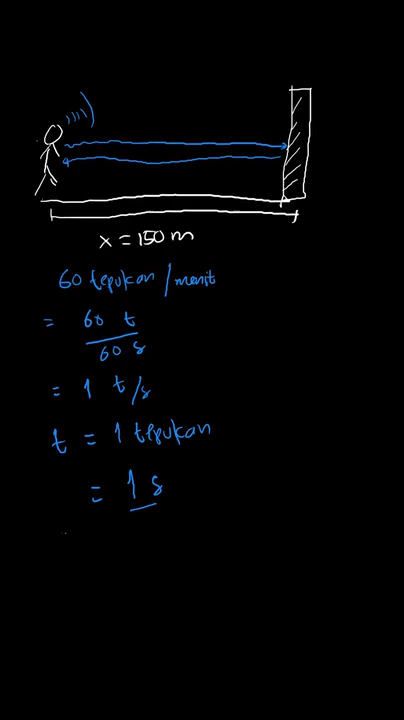 x = 150 m
60 tepukan / menit
= 60 t / 60 s
= 1 t/s
t = 1 tepukan
= 1 s